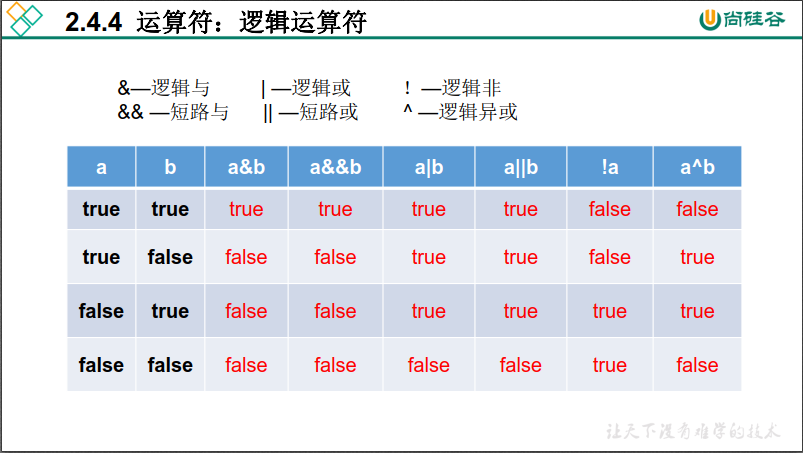 2.4.4 运算符：逻辑运算符
尚硅谷
&—逻辑与 | —逻辑或 ! —逻辑非
&& —短路与 || —短路或 ^ —逻辑异或
a b a&b a&&b a|b a||b !a a^b
true true true true true true false false
true false false false true true false true
false true false false true true true true
false false false false false false true false
让天下没有难学的技术